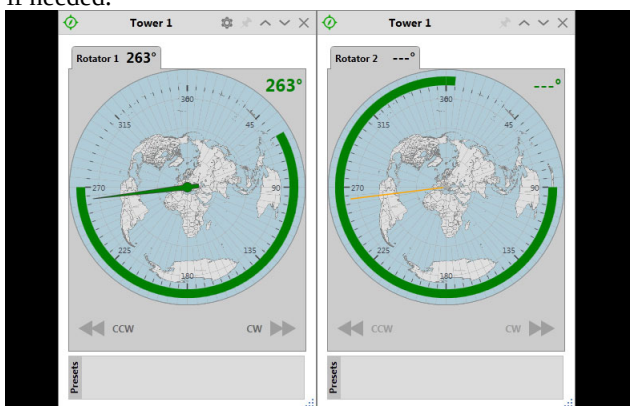 if needed.
Tower 1
Rotator 1 263°
263°
360
45
90
135
180
225
270
315
CCW
CW
Presets
Tower 1
Rotator 2 ---°
---°
360
45
90
135
180
225
270
315
CCW
CW
Presets